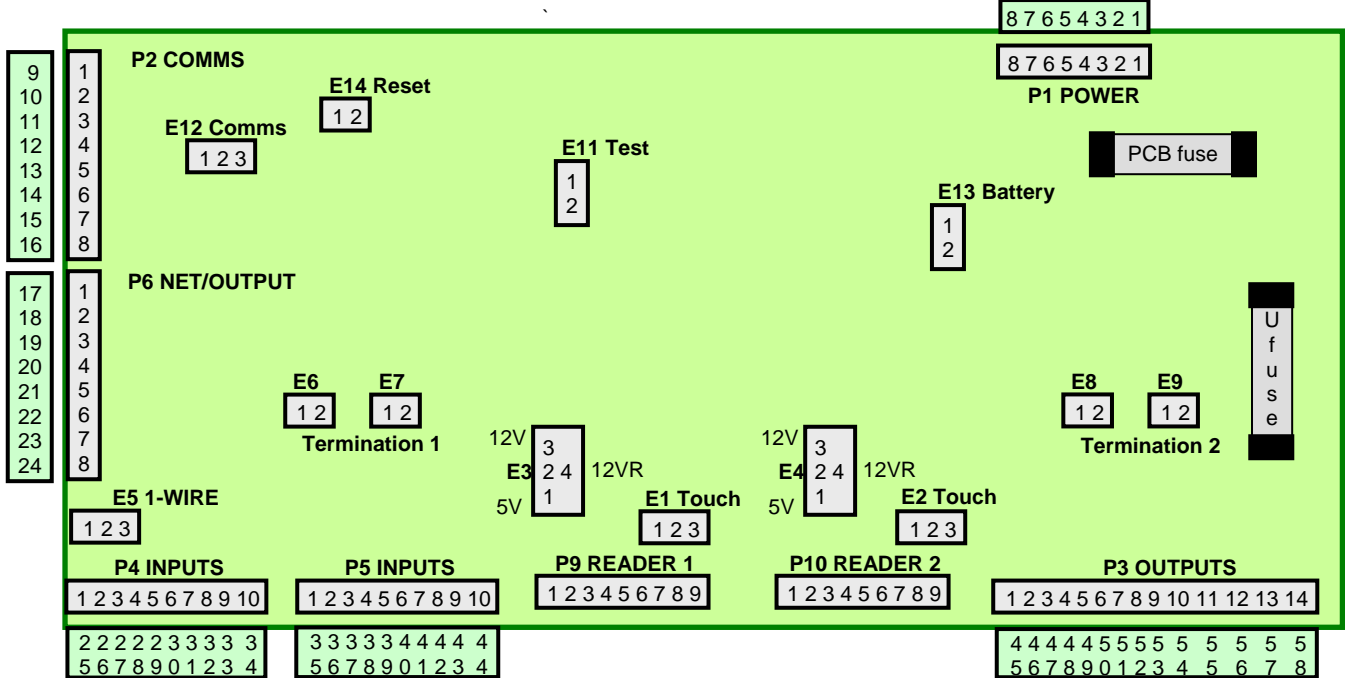 `
8 7 6 5 4 3 2 1
8 7 6 5 4 3 2 1
P1 POWER
P2 COMMS
9
10
11
12
13
14
15
16
1
2
3
4
5
6
7
8
E14 Reset
1 2
E12 Comms
1 2 3
E11 Test
1
2
PCB fuse
E13 Battery
1
2
P6 NET/OUTPUT
17
18
19
20
21
22
23
24
1
2
3
4
5
6
7
8
U
f
u
s
e
E6
1 2
E7
1 2
Termination 1
E8
1 2
E9
1 2
Termination 2
12V
3
E3
2 4
12VR
5V
1
12V
3
E4
2 4
12VR
5V
1
E5 1-WIRE
1 2 3
E1 Touch
1 2 3
E2 Touch
1 2 3
P4 INPUTS
1 2 3 4 5 6 7 8 9 10
2 2 2 2 2 3 3 3 3 3
5 6 7 8 9 0 1 2 3 4
P5 INPUTS
1 2 3 4 5 6 7 8 9 10
3 3 3 3 3 4 4 4 4 4
5 6 7 8 9 0 1 2 3 4
P9 READER 1
1 2 3 4 5 6 7 8 9
P10 READER 2
1 2 3 4 5 6 7 8 9
P3 OUTPUTS
1 2 3 4 5 6 7 8 9 10 11 12 13 14
4 4 4 4 4 5 5 5 5 5 5 5 5 5
5 6 7 8 9 0 1 2 3 4 5 6 7 8